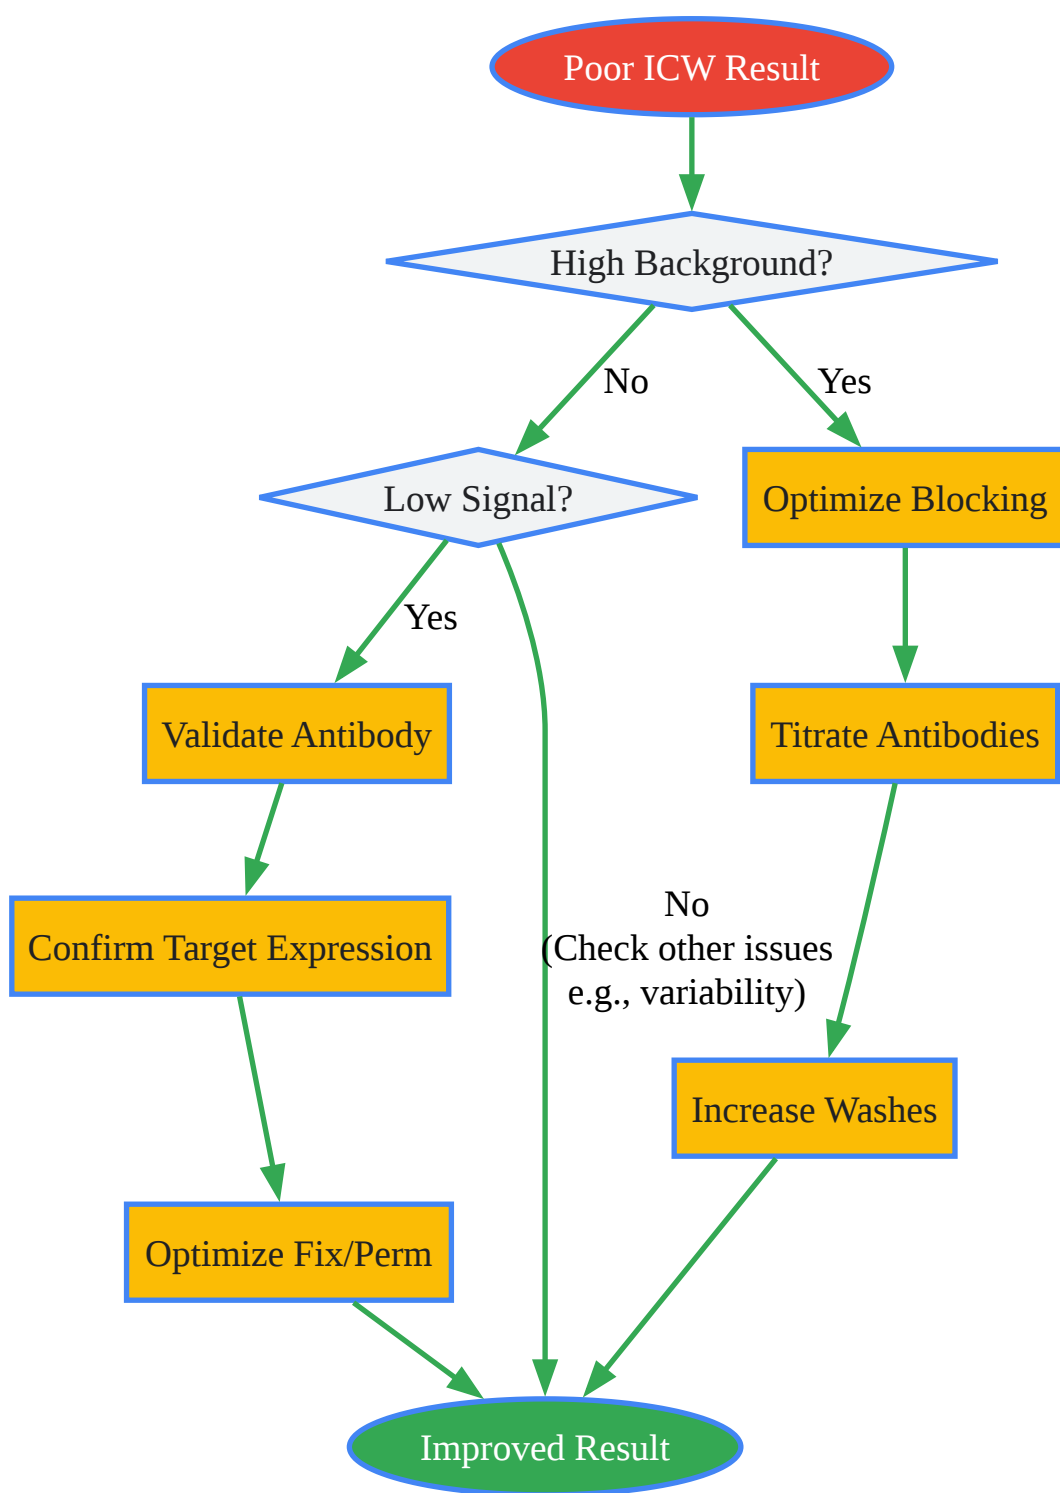 Poor ICW Result
High Background?
No
Yes
Low Signal?
Optimize Blocking
Yes
Validate Antibody
Titrate Antibodies
No
(Check other issues
e.g., variability)
Confirm Target Expression
Increase Washes
Optimize Fix/Perm
Improved Result